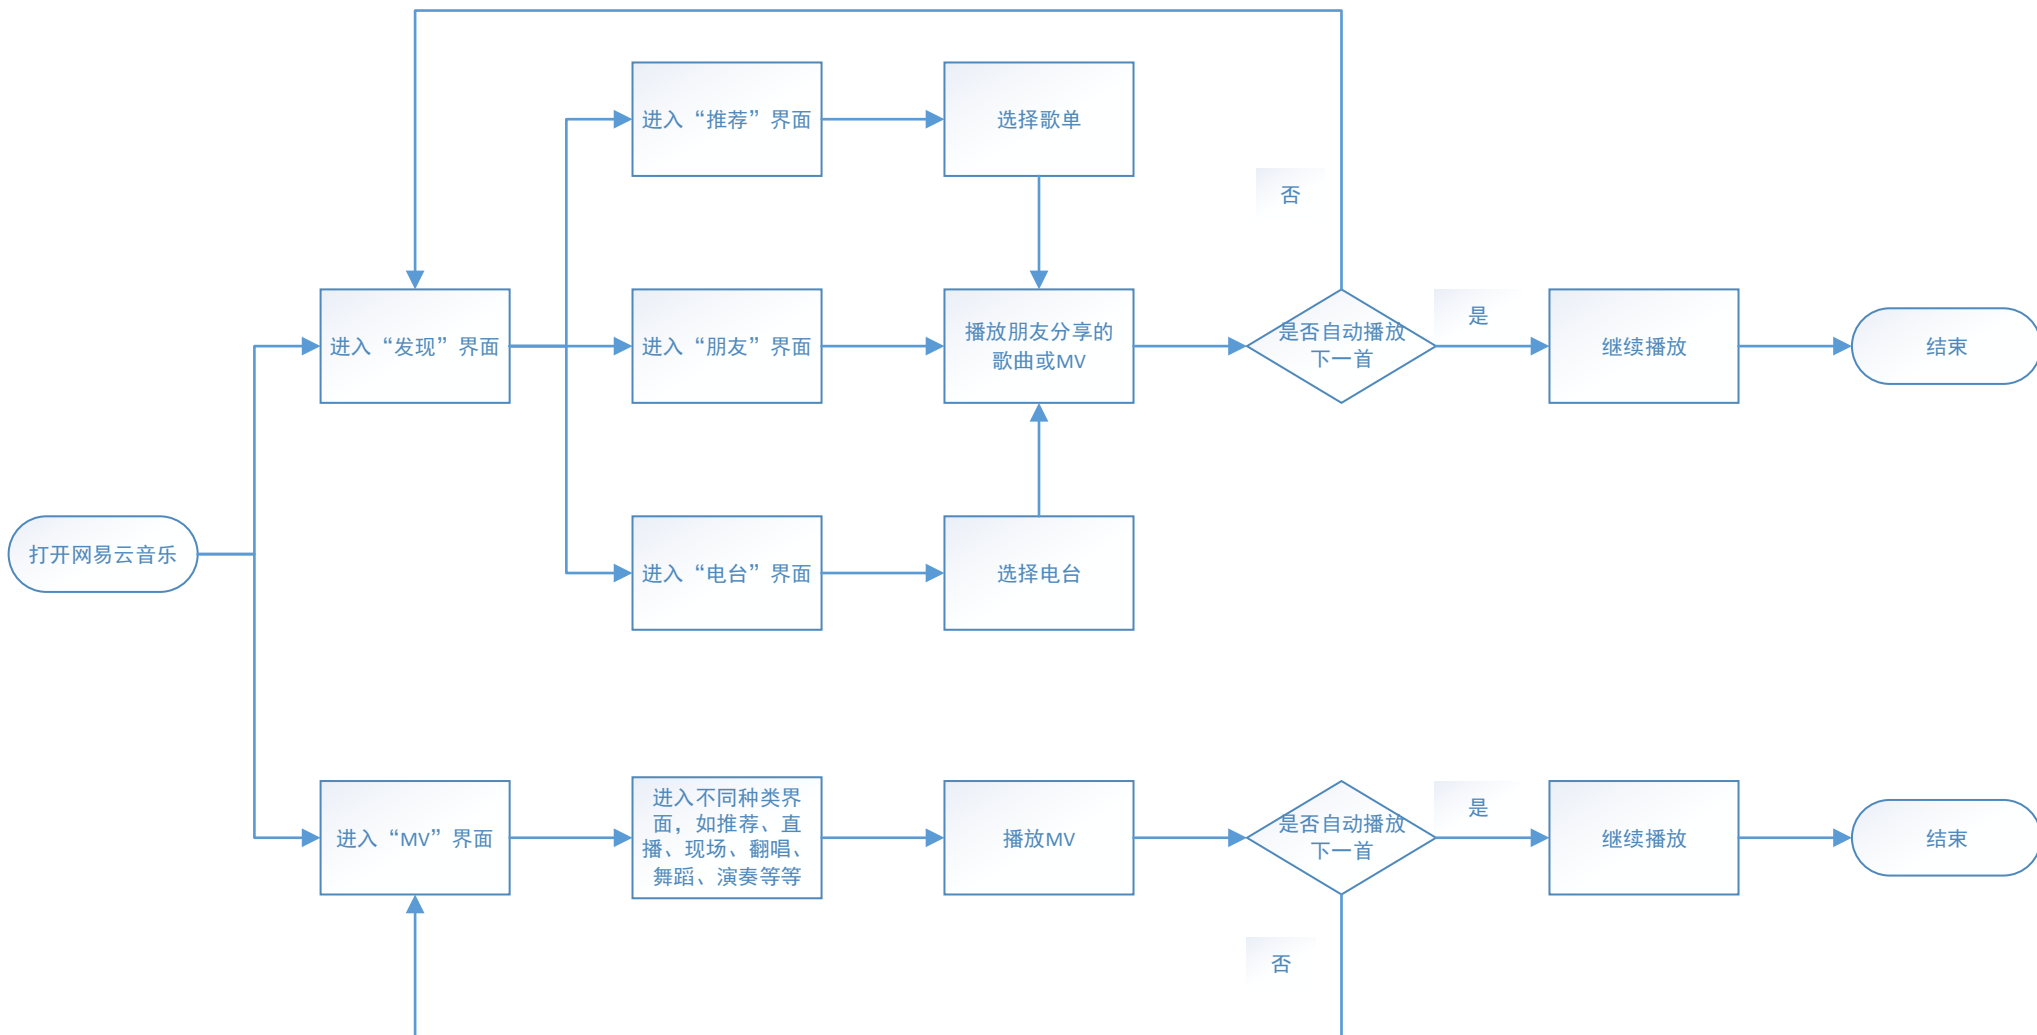 进入“推荐”界面
选择歌单
否
进入“发现”界面
进入“朋友”界面
播放朋友分享的
歌曲或MV
是否自动播放
下一首
是
继续播放
结束
打开网易云音乐
进入“电台”界面
选择电台
进入“MV”界面
进入不同种类界
面，如推荐、直
播、现场、翻唱、
舞蹈、演奏等等
播放MV
是否自动播放
下一首
是
继续播放
结束
否